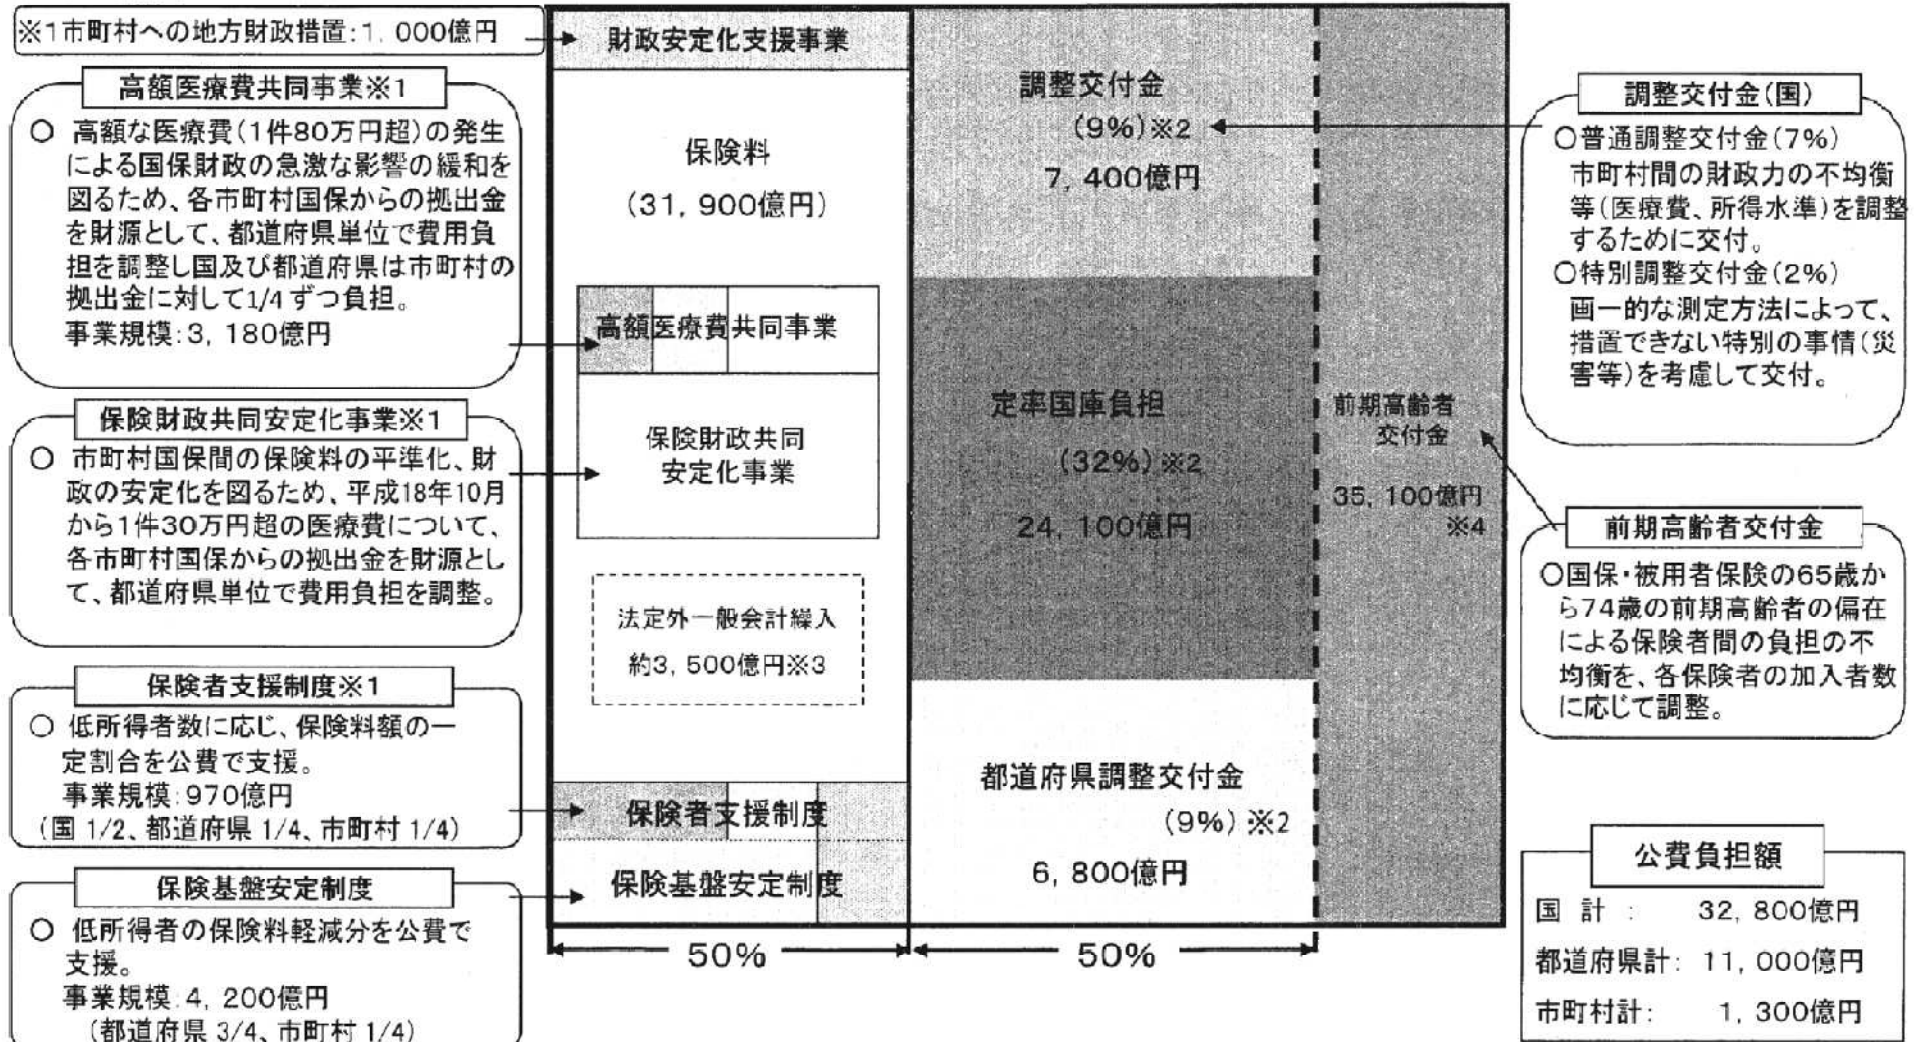 ※1市町村への地方財政措置:1,000億円
高額医療費共同事業※1
○ 高額な医療費(1件80万円超)の発生
による国保財政の急激な影響の緩和を
図るため、各市町村国保からの拠出金
を財源として、都道府県単位で費用負
担を調整し国及び都道府県は市町村の
拠出金に対して1/4ずつ負担。
事業規模:3,180億円
保険財政共同安定化事業※1
○ 市町村国保間の保険料の平準化、財
政の安定化を図るため、平成18年10月
から1件30万円超の医療費について、
各市町村国保からの拠出金を財源とし
て、都道府県単位で費用負担を調整。
保険者支援制度※1
○ 低所得者数に応じ、保険料額の一
定割合を公費で支援。
事業規模:970億円
(国 1/2、都道府県 1/4、市町村 1/4)
保険基盤安定制度
○ 低所得者の保険料軽減分を公費で
支援。
事業規模:4,200億円
(都道府県 3/4、市町村 1/4)
財政安定化支援事業
保険料
(31,900億円)
高額医療費共同事業
保険財政共同
安定化事業
法定外一般会計繰入
約3,500億円※3
保険者支援制度
保険基盤安定制度
50%
調整交付金
(9%)※2
7,400億円
定率国庫負担
(32%)※2
24,100億円
都道府県調整交付金
(9%)※2
6,800億円
50%
前期高齢者
交付金
35,100億円
※4
調整交付金(国)
○普通調整交付金(7%)
市町村間の財政力の不均衡
等(医療費、所得水準)を調整
するために交付。
○特別調整交付金(2%)
画一的な測定方法によって、
措置できない特別の事情(災
害等)を考慮して交付。
前期高齢者交付金
○国保・被用者保険の65歳か
ら74歳の前期高齢者の偏在
による保険者間の負担の不
均衡を、各保険者の加入者数
に応じて調整。
公費負担額
国 計 : 32,800億円
都道府県計: 11,000億円
市町村計: 1,300億円